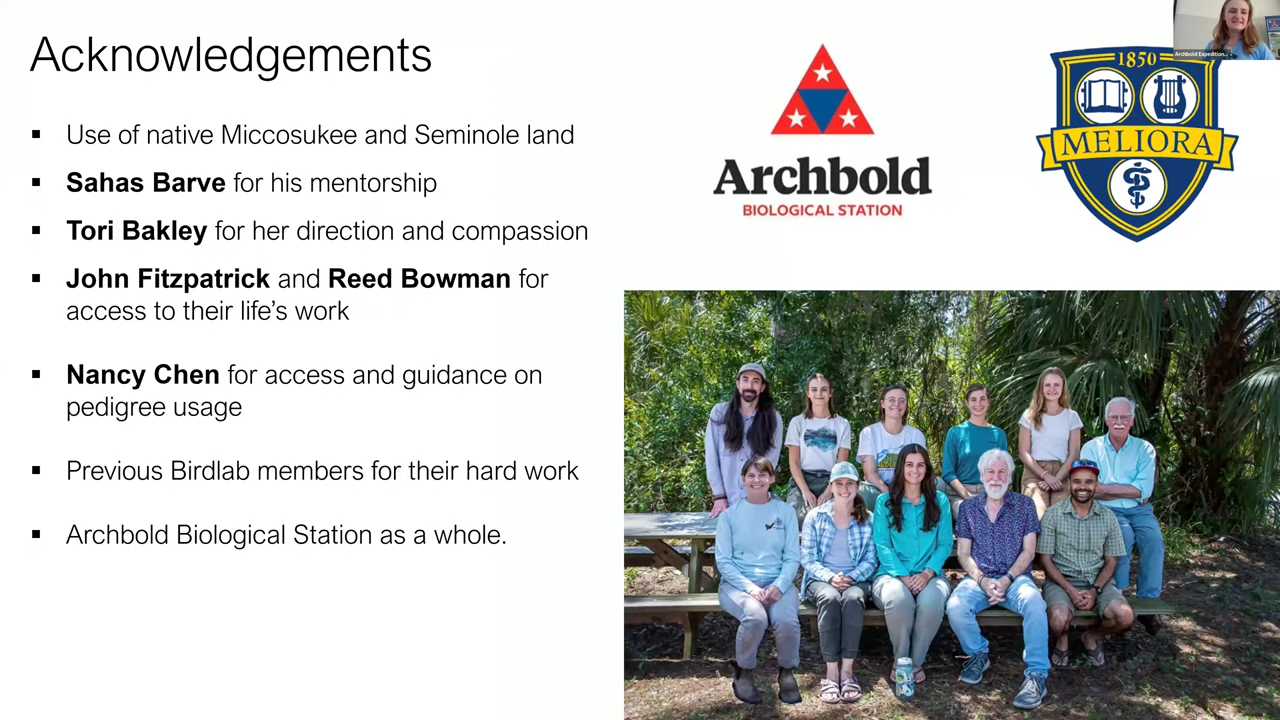 Acknowledgements
▪ Use of native Miccosukee and Seminole land
▪ Sahas Barve for his mentorship
▪ Tori Bakley for her direction and compassion
▪ John Fitzpatrick and Reed Bowman for
access to their life’s work
▪ Nancy Chen for access and guidance on
pedigree usage
▪ Previous Birdlab members for their hard work
▪ Archbold Biological Station as a whole.
Archbold
BIOLOGICAL STATION
1850
MELIORA
Archbold Expedition...